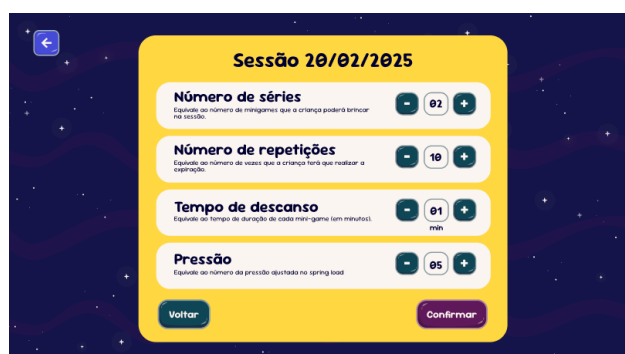 Sessão 20/02/2025
Número de séries
Equivale ao número de minigames que a criança poderá brincar
na sessão.
- 02 +
Número de repetições
Equivale ao número de vezes que a criança terá que realizar a
expiração.
- 10 +
Tempo de descanso
Equivale ao tempo de duração de cada mini-game (em minutos).
- 01 +
min
Pressão
Equivale ao número da pressão ajustada no spring load
- 05 +
Voltar
Confirmar